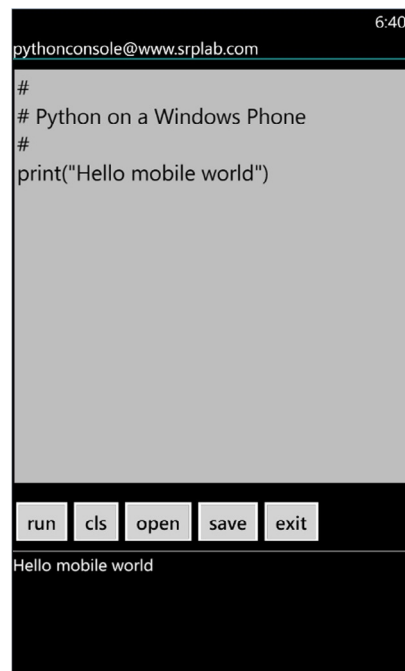 6:40
pythonconsole@www.srplab.com
#
# Python on a Windows Phone
#
print("Hello mobile world")
run cls open save exit
Hello mobile world